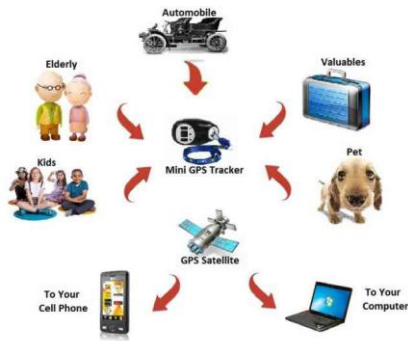 Automobile
Elderly
Valuables
Mini GPS Tracker
Kids
Pet
GPS Satellite
To Your
Cell Phone
To Your
Computer